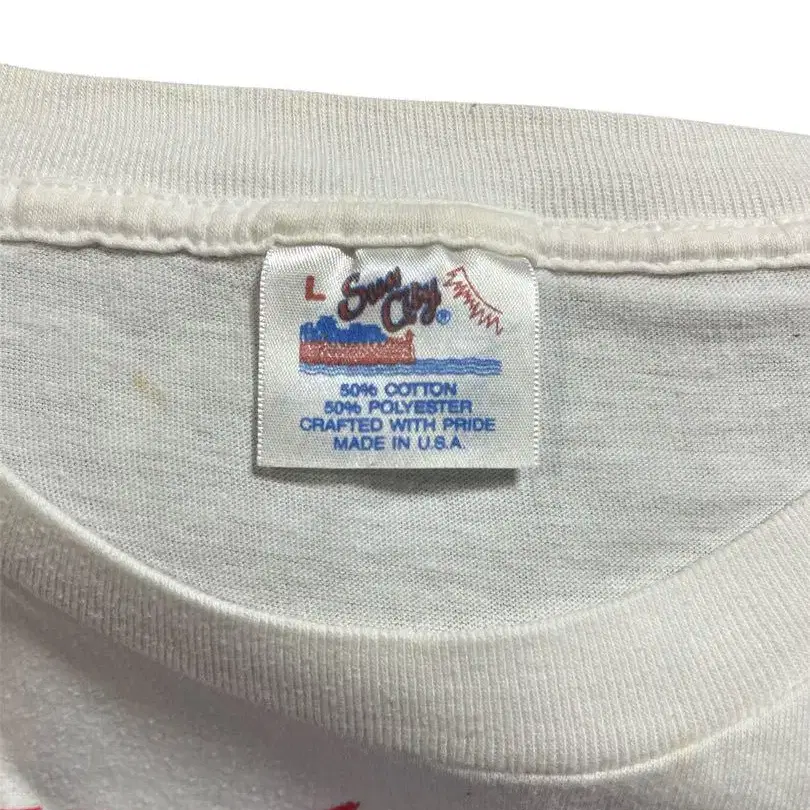 L Sun City®
50% COTTON
50% POLYESTER
CRAFTED WITH PRIDE
MADE IN U.S.A.